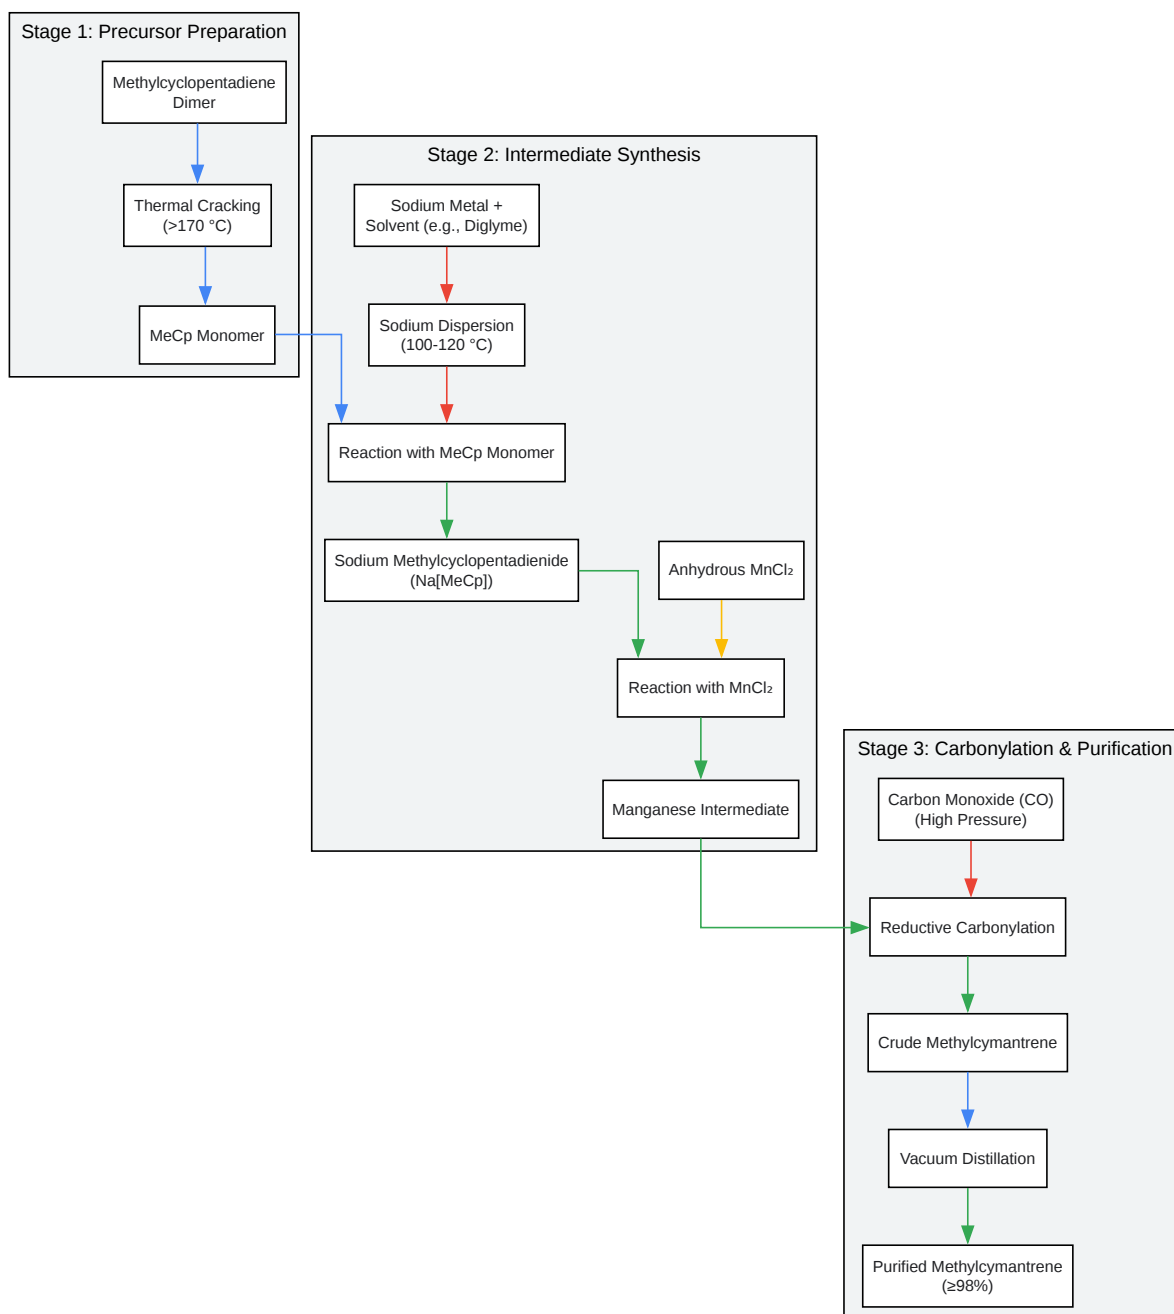 Stage 1: Precursor Preparation
Methylcyclopentadiene
Dimer
Thermal Cracking
(>170 °C)
MeCp Monomer
Stage 2: Intermediate Synthesis
Sodium Metal +
Solvent (e.g., Diglyme)
Sodium Dispersion
(100-120 °C)
Reaction with MeCp Monomer
Sodium Methylcyclopentadienide
(Na[MeCp])
Anhydrous MnCl₂
Reaction with MnCl₂
Manganese Intermediate
Stage 3: Carbonylation & Purification
Carbon Monoxide (CO)
(High Pressure)
Reductive Carbonylation
Crude Methylcymantrene
Vacuum Distillation
Purified Methylcymantrene
(≥98%)